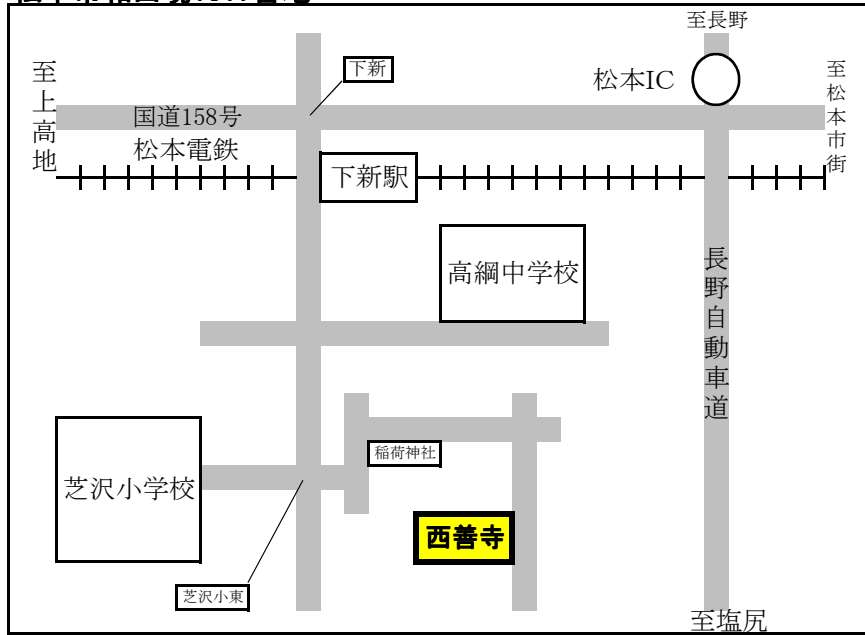 至長野
下新
松本IC
至上高地
至松本市街
国道158号
松本電鉄
下新駅
高綱中学校
長野自動車道
稲荷神社
芝沢小学校
西善寺
芝沢小東
至塩尻